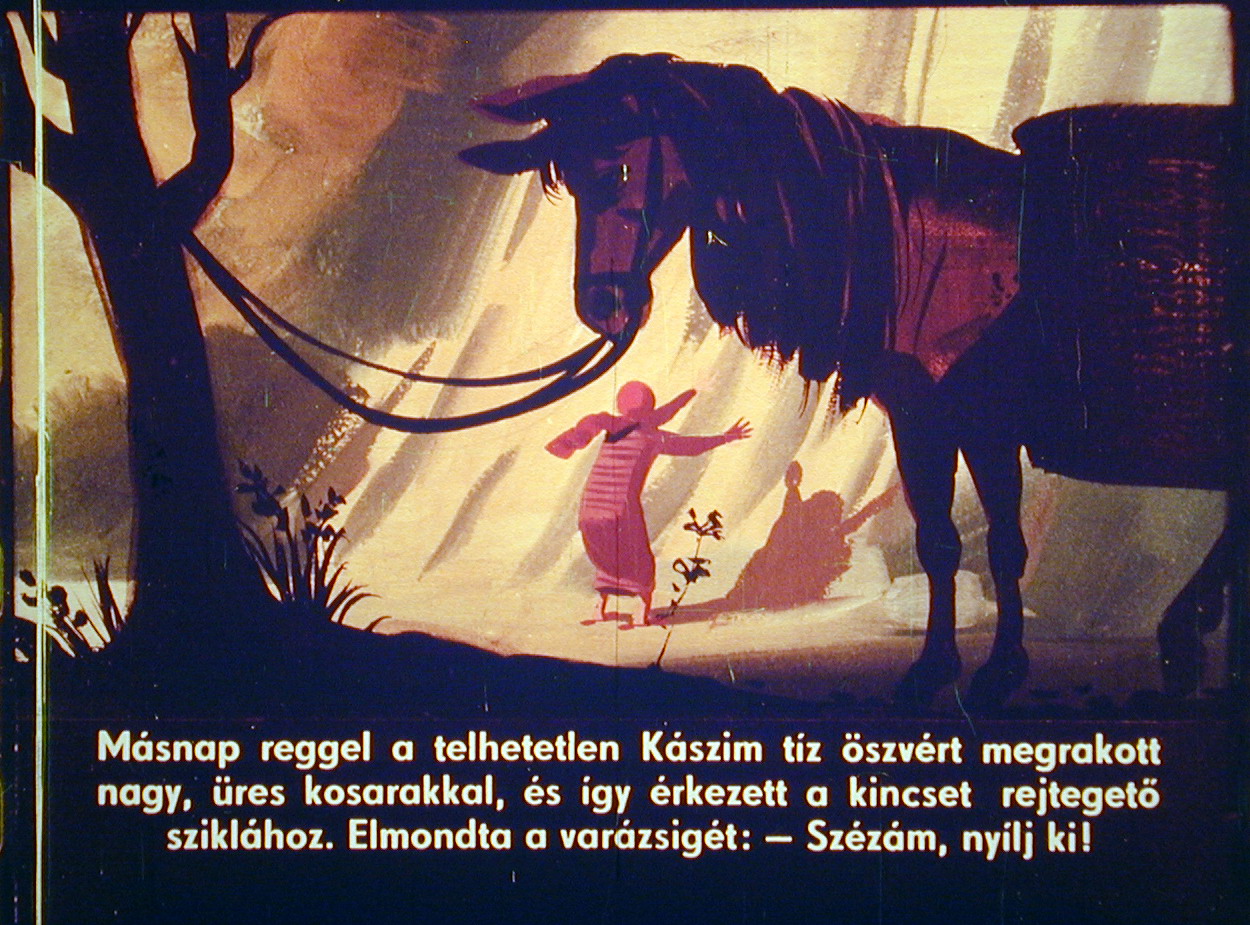 Másnap reggel a telhetetlen Kászim tíz öszvért megrakott
nagy, üres kosarakkal, és így érkezett a kincset rejtegető
sziklához. Elmondta a varázsigét: — Szézám, nyílj ki!